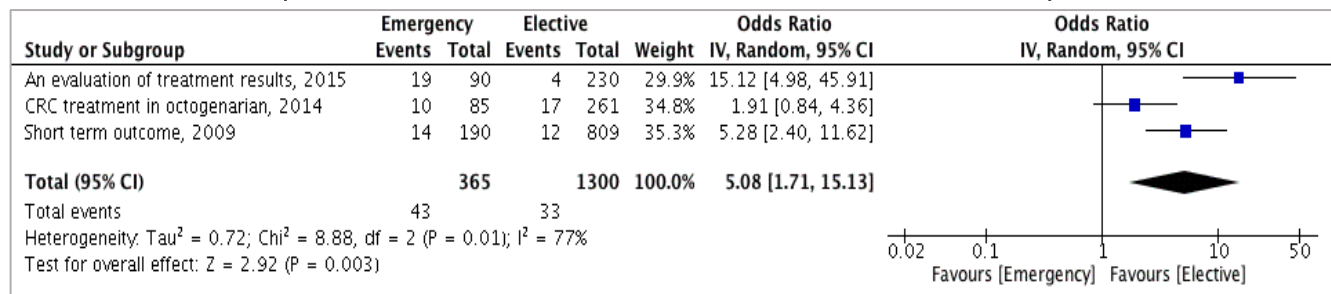 Emergency Elective Odds Ratio Odds Ratio
Study or Subgroup Events Total Events Total Weight IV, Random, 95% CI IV, Random, 95% CI
An evaluation of treatment results, 2015 19 90 4 230 29.9% 15.12 [4.98, 45.91]
CRC treatment in octogenarian, 2014 10 85 17 261 34.8% 1.91 [0.84, 4.36]
Short term outcome, 2009 14 190 12 809 35.3% 5.28 [2.40, 11.62]
Total (95% CI) 365 1300 100.0% 5.08 [1.71, 15.13]
Total events 43 33
Heterogeneity: Tau² = 0.72; Chi² = 8.88, df = 2 (P = 0.01); I² = 77%
Test for overall effect: Z = 2.92 (P = 0.003)
0.02 0.1 1 10 50
Favours [Emergency] Favours [Elective]